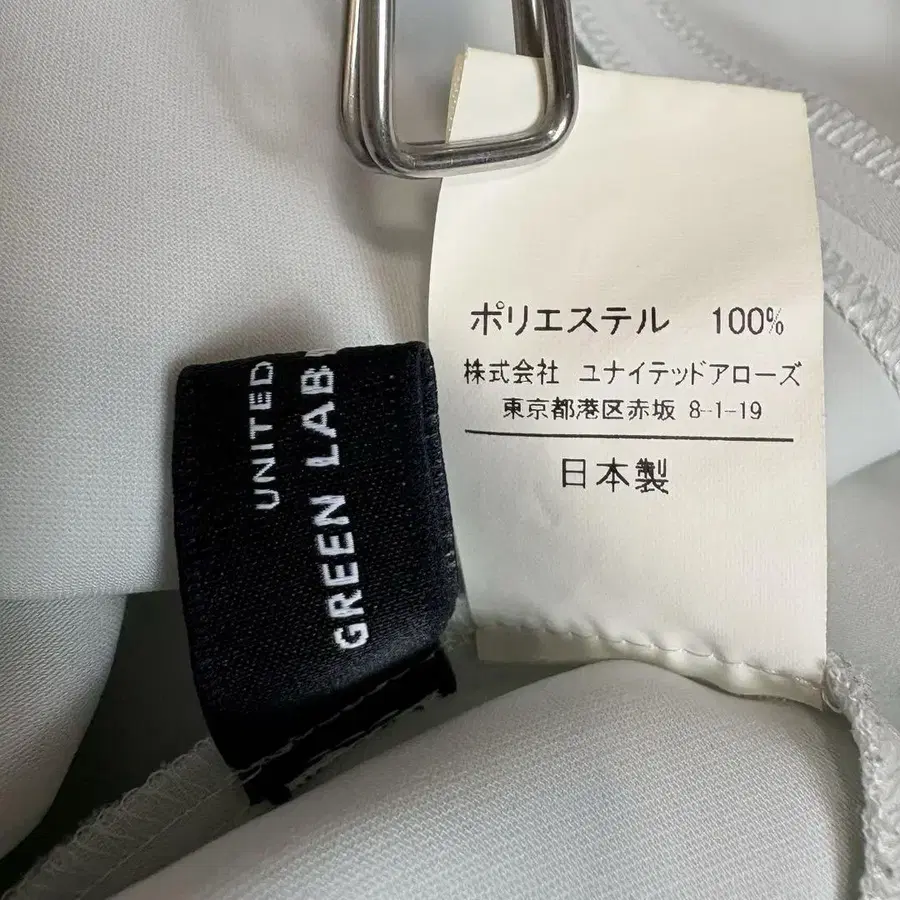 ポリエステル 100%
株式会社 ユナイテッドアローズ
東京都港区赤坂 8-1-19
日本製
UNITED
GREEN LAB